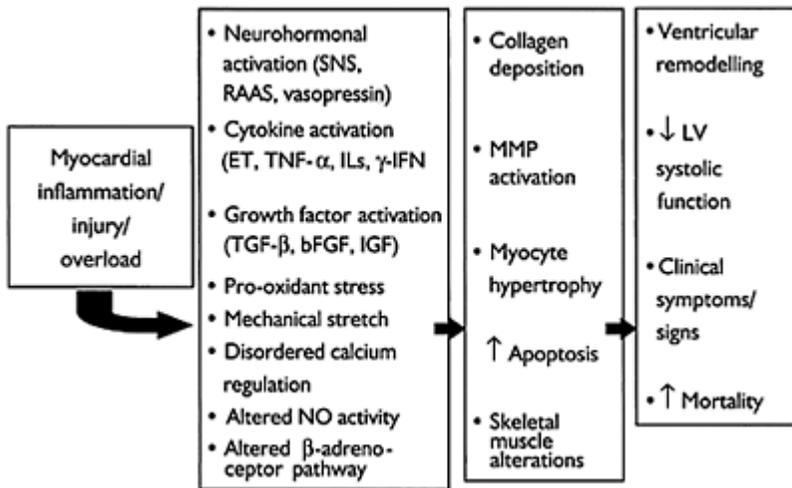 Myocardial
inflammation/
injury/
overload
• Neurohormonal
activation (SNS,
RAAS, vasopressin)
• Cytokine activation
(ET, TNF-α, ILs, γ-IFN
• Growth factor activation
(TGF-β, bFGF, IGF)
• Pro-oxidant stress
• Mechanical stretch
• Disordered calcium
regulation
• Altered NO activity
• Altered β-adreno-
ceptor pathway
• Collagen
deposition
• MMP
activation
• Myocyte
hypertrophy
↑ Apoptosis
• Skeletal
muscle
alterations
• Ventricular
remodelling
• ↓ LV
systolic
function
• Clinical
symptoms/
signs
• ↑ Mortality